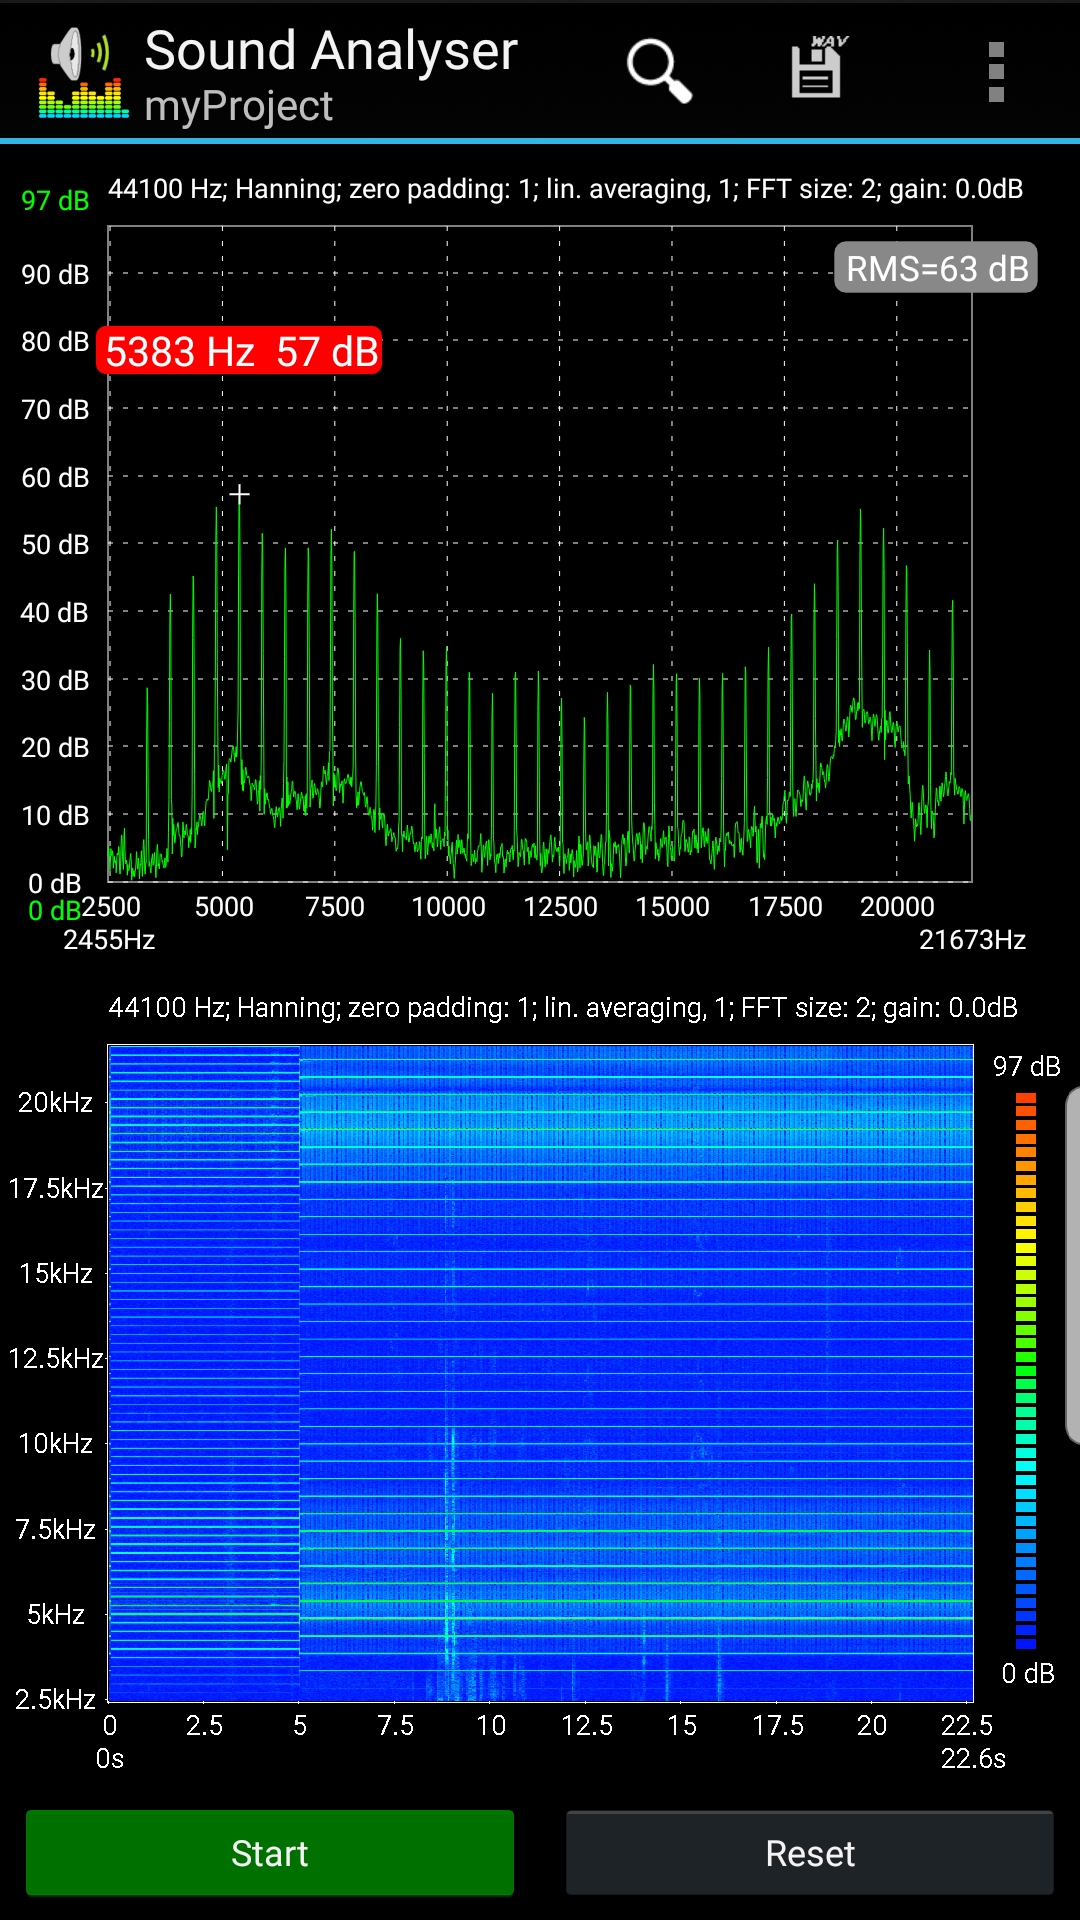 Sound Analyser
WAV
myProject
44100 Hz; Hanning; zero padding: 1; lin. averaging, 1; FFT size: 2; gain: 0.0dB
97 dB
RMS=63 dB
90 dB
80 dB
5383 Hz 57 dB
70 dB
60 dB
50 dB
40 dB
30 dB
20 dB
10 dB
0 dB
0 dB
2500 5000 7500 10000 12500 15000 17500 20000
2455Hz 21673Hz
44100 Hz; Hanning; zero padding: 1; lin. averaging, 1; FFT size: 2; gain: 0.0dB
97 dB
20kHz
17.5kHz
15kHz
12.5kHz
10kHz
7.5kHz
5kHz
0 dB
2.5kHz
0 2.5 5 7.5 10 12.5 15 17.5 20 22.5
0s 22.6s
Start Reset